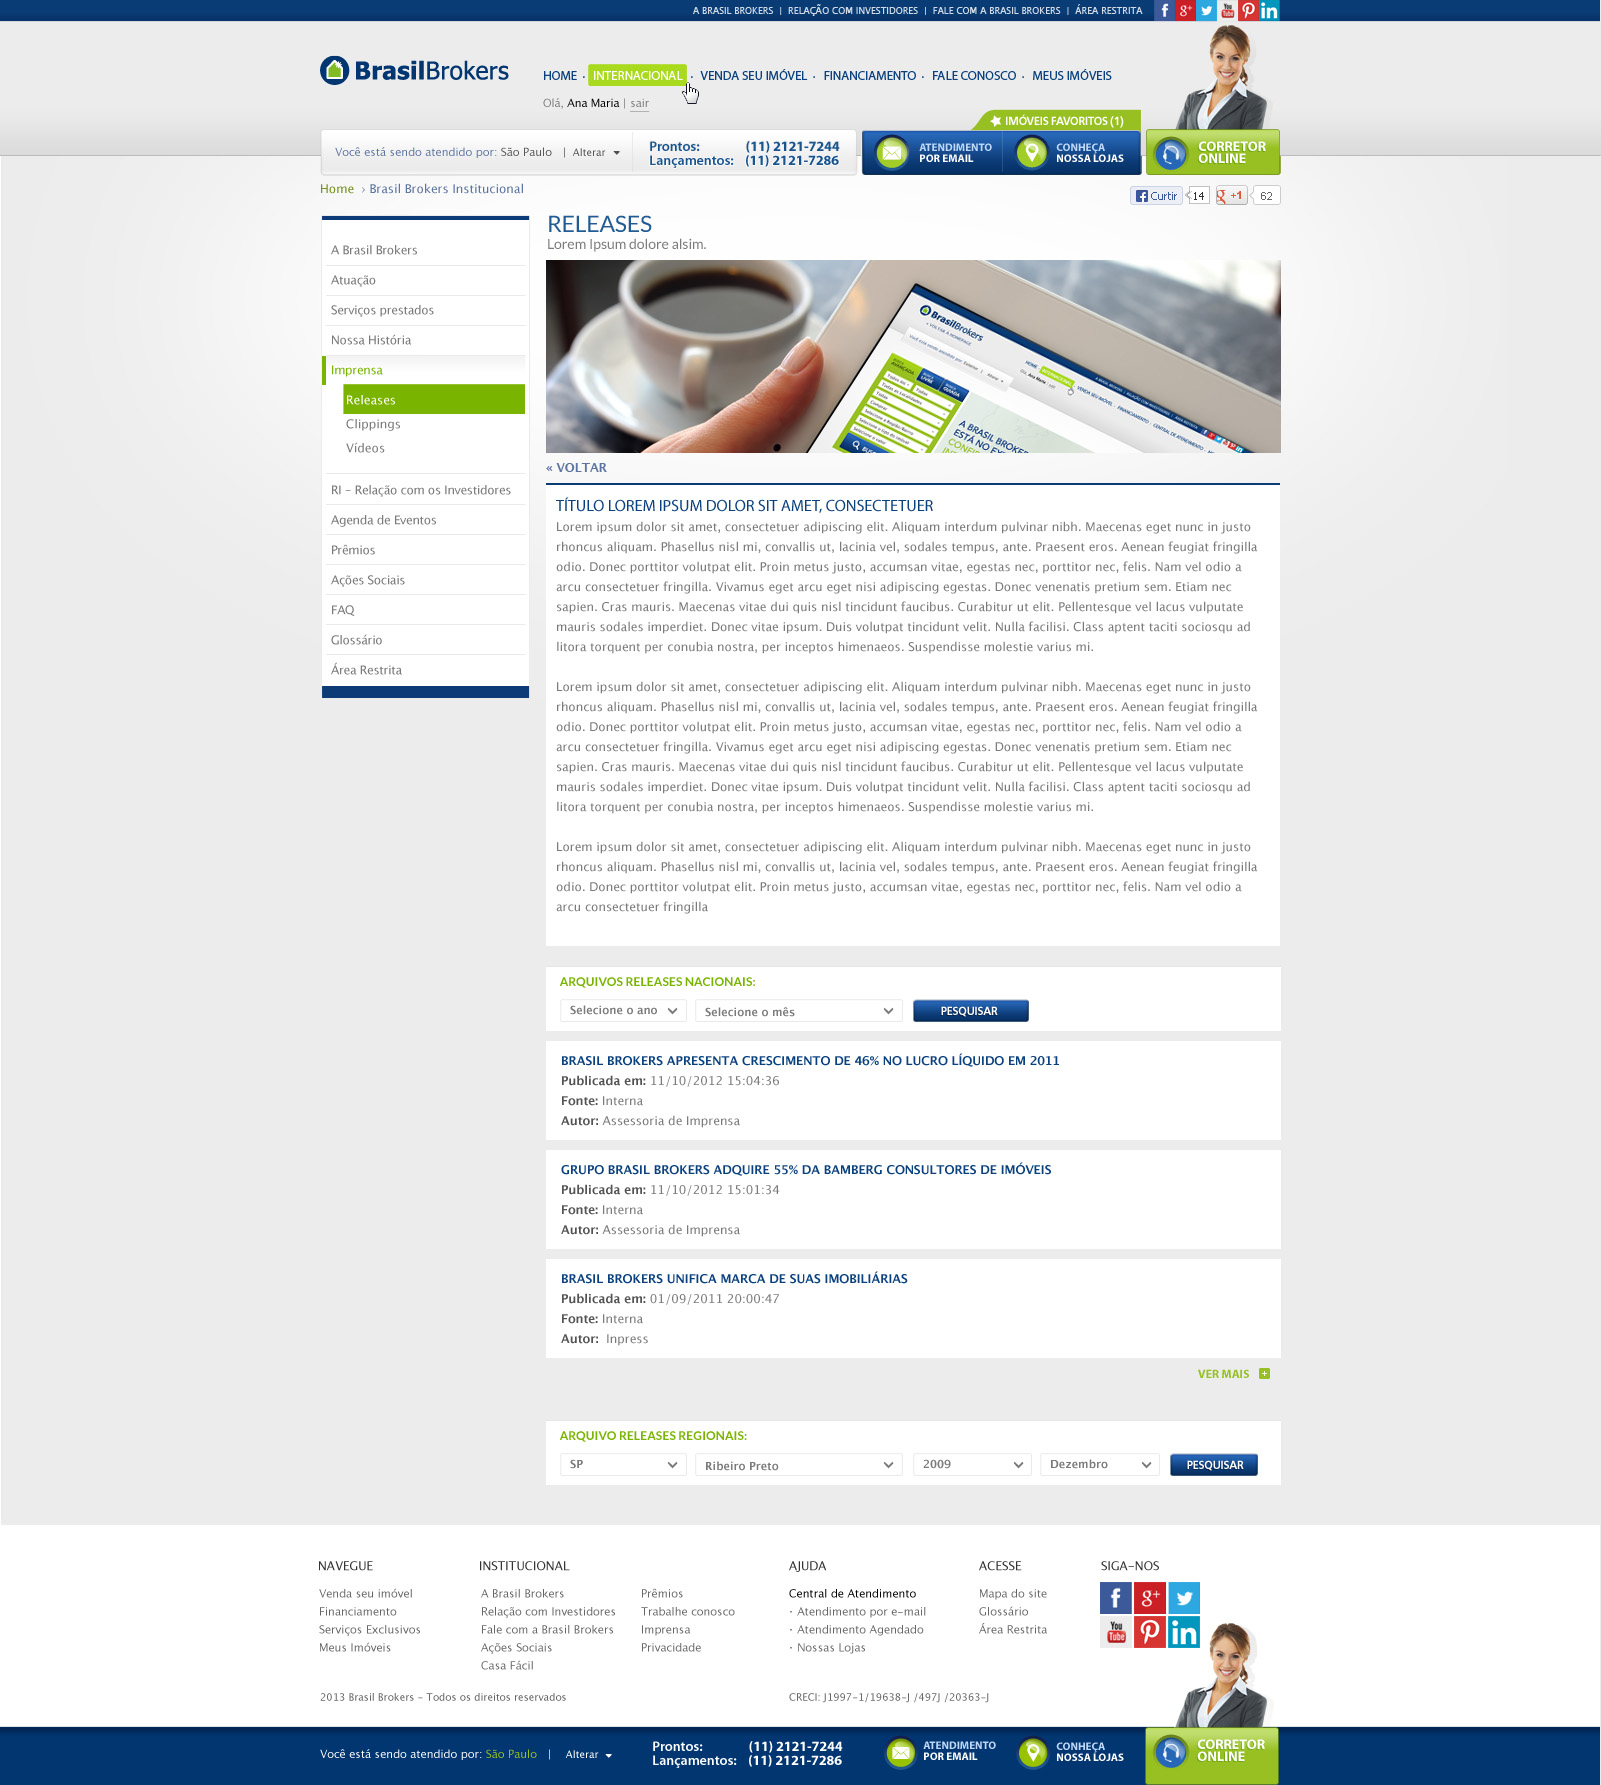 A BRASIL BROKERS | RELAÇÃO COM INVESTIDORES | FALE COM A BRASIL BROKERS | ÁREA RESTRITA
BrasilBrokers
HOME · INTERNACIONAL · VENDA SEU IMÓVEL · FINANCIAMENTO · FALE CONOSCO · MEUS IMÓVEIS
Olá, Ana Maria | sair
IMÓVEIS FAVORITOS (1)
Você está sendo atendido por: São Paulo | Alterar
Prontos: (11) 2121-7244
Lançamentos: (11) 2121-7286
ATENDIMENTO
POR EMAIL
CONHEÇA
NOSSA LOJAS
CORRETOR
ONLINE
Home › Brasil Brokers Institucional
Curtir 14 +1 62
A Brasil Brokers
Atuação
Serviços prestados
Nossa História
Imprensa
Releases
Clippings
Vídeos
RI - Relação com os Investidores
Agenda de Eventos
Prêmios
Ações Sociais
FAQ
Glossário
Área Restrita
RELEASES
Lorem Ipsum dolore alsim.
BrasilBrokers
« VOLTAR
TÍTULO LOREM IPSUM DOLOR SIT AMET, CONSECTETUER
Lorem ipsum dolor sit amet, consectetuer adipiscing elit. Aliquam interdum pulvinar nibh. Maecenas eget nunc in justo
rhoncus aliquam. Phasellus nisl mi, convallis ut, lacinia vel, sodales tempus, ante. Praesent eros. Aenean feugiat fringilla
odio. Donec porttitor volutpat elit. Proin metus justo, accumsan vitae, egestas nec, porttitor nec, felis. Nam vel odio a
arcu consectetuer fringilla. Vivamus eget arcu eget nisi adipiscing egestas. Donec venenatis pretium sem. Etiam nec
sapien. Cras mauris. Maecenas vitae dui quis nisl tincidunt faucibus. Curabitur ut elit. Pellentesque vel lacus vulputate
mauris sodales imperdiet. Donec vitae ipsum. Duis volutpat tincidunt velit. Nulla facilisi. Class aptent taciti sociosqu ad
litora torquent per conubia nostra, per inceptos himenaeos. Suspendisse molestie varius mi.
Lorem ipsum dolor sit amet, consectetuer adipiscing elit. Aliquam interdum pulvinar nibh. Maecenas eget nunc in justo
rhoncus aliquam. Phasellus nisl mi, convallis ut, lacinia vel, sodales tempus, ante. Praesent eros. Aenean feugiat fringilla
odio. Donec porttitor volutpat elit. Proin metus justo, accumsan vitae, egestas nec, porttitor nec, felis. Nam vel odio a
arcu consectetuer fringilla. Vivamus eget arcu eget nisi adipiscing egestas. Donec venenatis pretium sem. Etiam nec
sapien. Cras mauris. Maecenas vitae dui quis nisl tincidunt faucibus. Curabitur ut elit. Pellentesque vel lacus vulputate
mauris sodales imperdiet. Donec vitae ipsum. Duis volutpat tincidunt velit. Nulla facilisi. Class aptent taciti sociosqu ad
litora torquent per conubia nostra, per inceptos himenaeos. Suspendisse molestie varius mi.
Lorem ipsum dolor sit amet, consectetuer adipiscing elit. Aliquam interdum pulvinar nibh. Maecenas eget nunc in justo
rhoncus aliquam. Phasellus nisl mi, convallis ut, lacinia vel, sodales tempus, ante. Praesent eros. Aenean feugiat fringilla
odio. Donec porttitor volutpat elit. Proin metus justo, accumsan vitae, egestas nec, porttitor nec, felis. Nam vel odio a
arcu consectetuer fringilla
ARQUIVOS RELEASES NACIONAIS:
Selecione o ano Selecione o mês PESQUISAR
BRASIL BROKERS APRESENTA CRESCIMENTO DE 46% NO LUCRO LÍQUIDO EM 2011
Publicada em: 11/10/2012 15:04:36
Fonte: Interna
Autor: Assessoria de Imprensa
GRUPO BRASIL BROKERS ADQUIRE 55% DA BAMBERG CONSULTORES DE IMÓVEIS
Publicada em: 11/10/2012 15:01:34
Fonte: Interna
Autor: Assessoria de Imprensa
BRASIL BROKERS UNIFICA MARCA DE SUAS IMOBILIÁRIAS
Publicada em: 01/09/2011 20:00:47
Fonte: Interna
Autor: Inpress
VER MAIS
ARQUIVO RELEASES REGIONAIS:
SP Ribeiro Preto 2009 Dezembro PESQUISAR
NAVEGUE
Venda seu imóvel
Financiamento
Serviços Exclusivos
Meus Imóveis
INSTITUCIONAL
A Brasil Brokers
Relação com Investidores
Fale com a Brasil Brokers
Ações Sociais
Casa Fácil
Prêmios
Trabalhe conosco
Imprensa
Privacidade
AJUDA
Central de Atendimento
· Atendimento por e-mail
· Atendimento Agendado
· Nossas Lojas
ACESSE
Mapa do site
Glossário
Área Restrita
SIGA-NOS
You Tube
2013 Brasil Brokers - Todos os direitos reservados
CRECI: J1997-1/19638-J /497J /20363-J
Você está sendo atendido por: São Paulo | Alterar
Prontos: (11) 2121-7244
Lançamentos: (11) 2121-7286
ATENDIMENTO
POR EMAIL
CONHEÇA
NOSSA LOJAS
CORRETOR
ONLINE